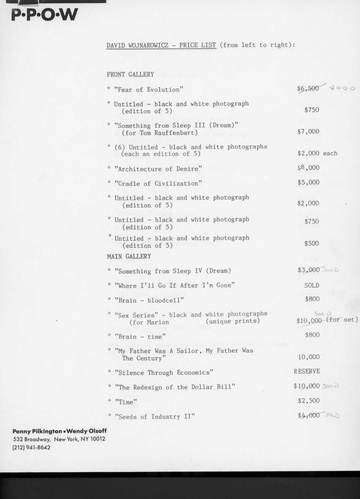 P·P·O·W
DAVID WOJNAROWICZ - PRICE LIST (from left to right):
FRONT GALLERY
* "Fear of Evolution" $6,500 8000
* Untitled - black and white photograph $750
(edition of 5)
* "Something from Sleep III (Dream)" $7,000
(for Tom Rauffenbart)
* (6) Untitled - black and white photographs $2,000 each
(each an edition of 5)
* "Architecture of Desire" $8,000
* "Cradle of Civilization" $5,000
* Untitled - black and white photograph $2,000
(edition of 5)
* Untitled - black and white photograph $750
(edition of 5)
* Untitled - black and white photograph $500
(edition of 5)
MAIN GALLERY
* "Something from Sleep IV (Dream) $3,000 Sold
* "Where I'll Go If After I'm Gone" SOLD
* "Brain - bloodcell" $800
* "Sex Series" - black and white photographs Sold
(for Marion (unique prints) $10,000 (for set)
* "Brain - time" $800
* "My Father Was A Sailor, My Father Was
The Century" 10,000
* "Silence Through Economics" RESERVE
* "The Redesign of the Dollar Bill" $10,000 Sold
* "Time" $2,500
* "Seeds of Industry II" $4,000
Penny Pilkington • Wendy Olsoff
532 Broadway, New York, NY 10012
(212) 941-8642